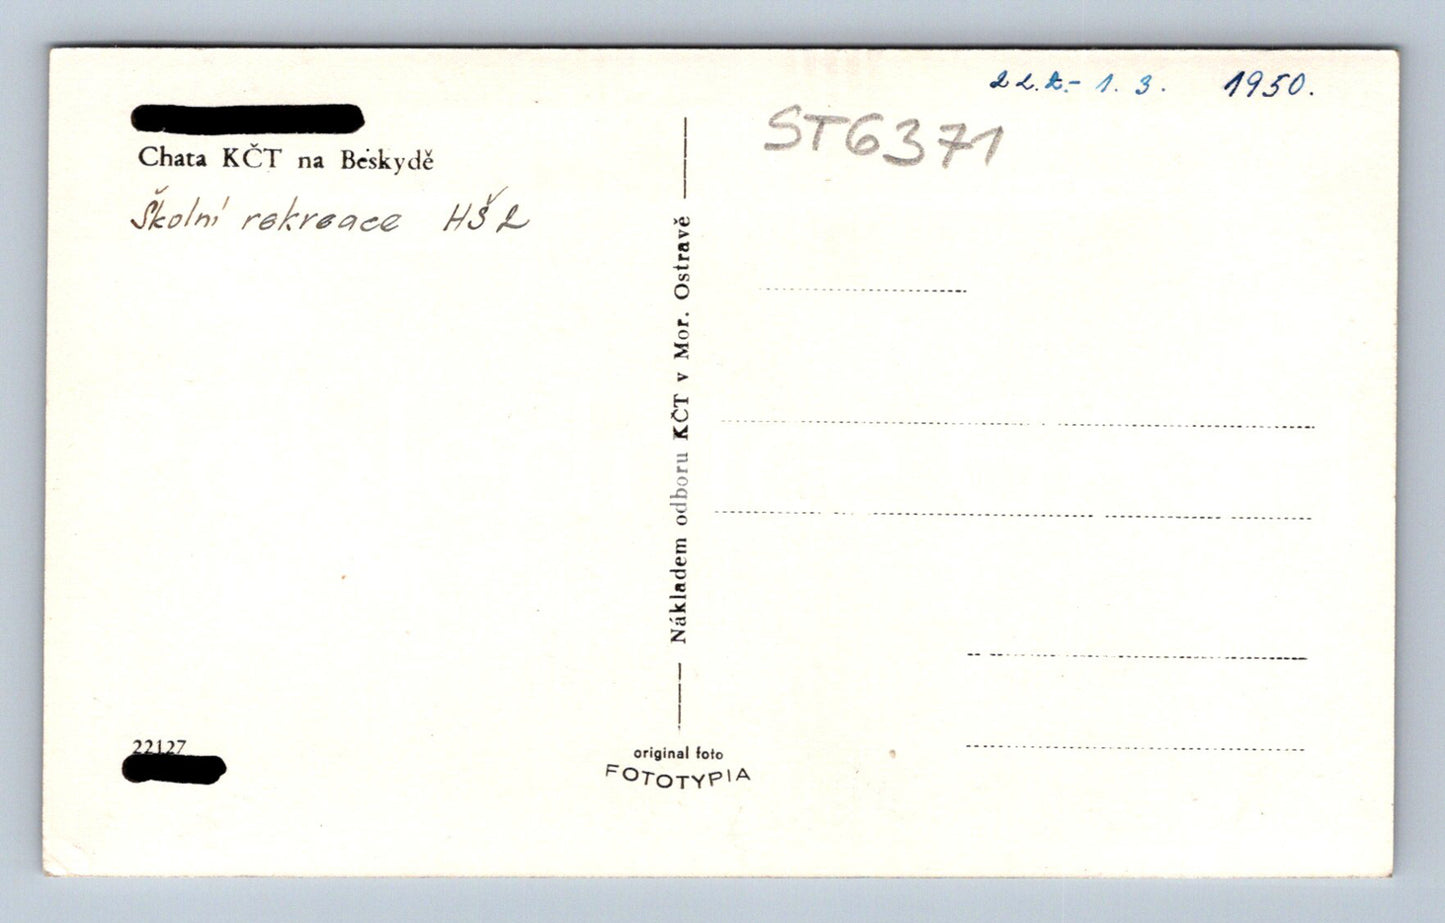 22.2.- 1. 3. 1950.
ST6371
Chata KČT na Beskydě
Školní rekreace HŠ2
Nákladem odboru KČT v Mor. Ostravě
22127
original foto
FOTOTYPIA